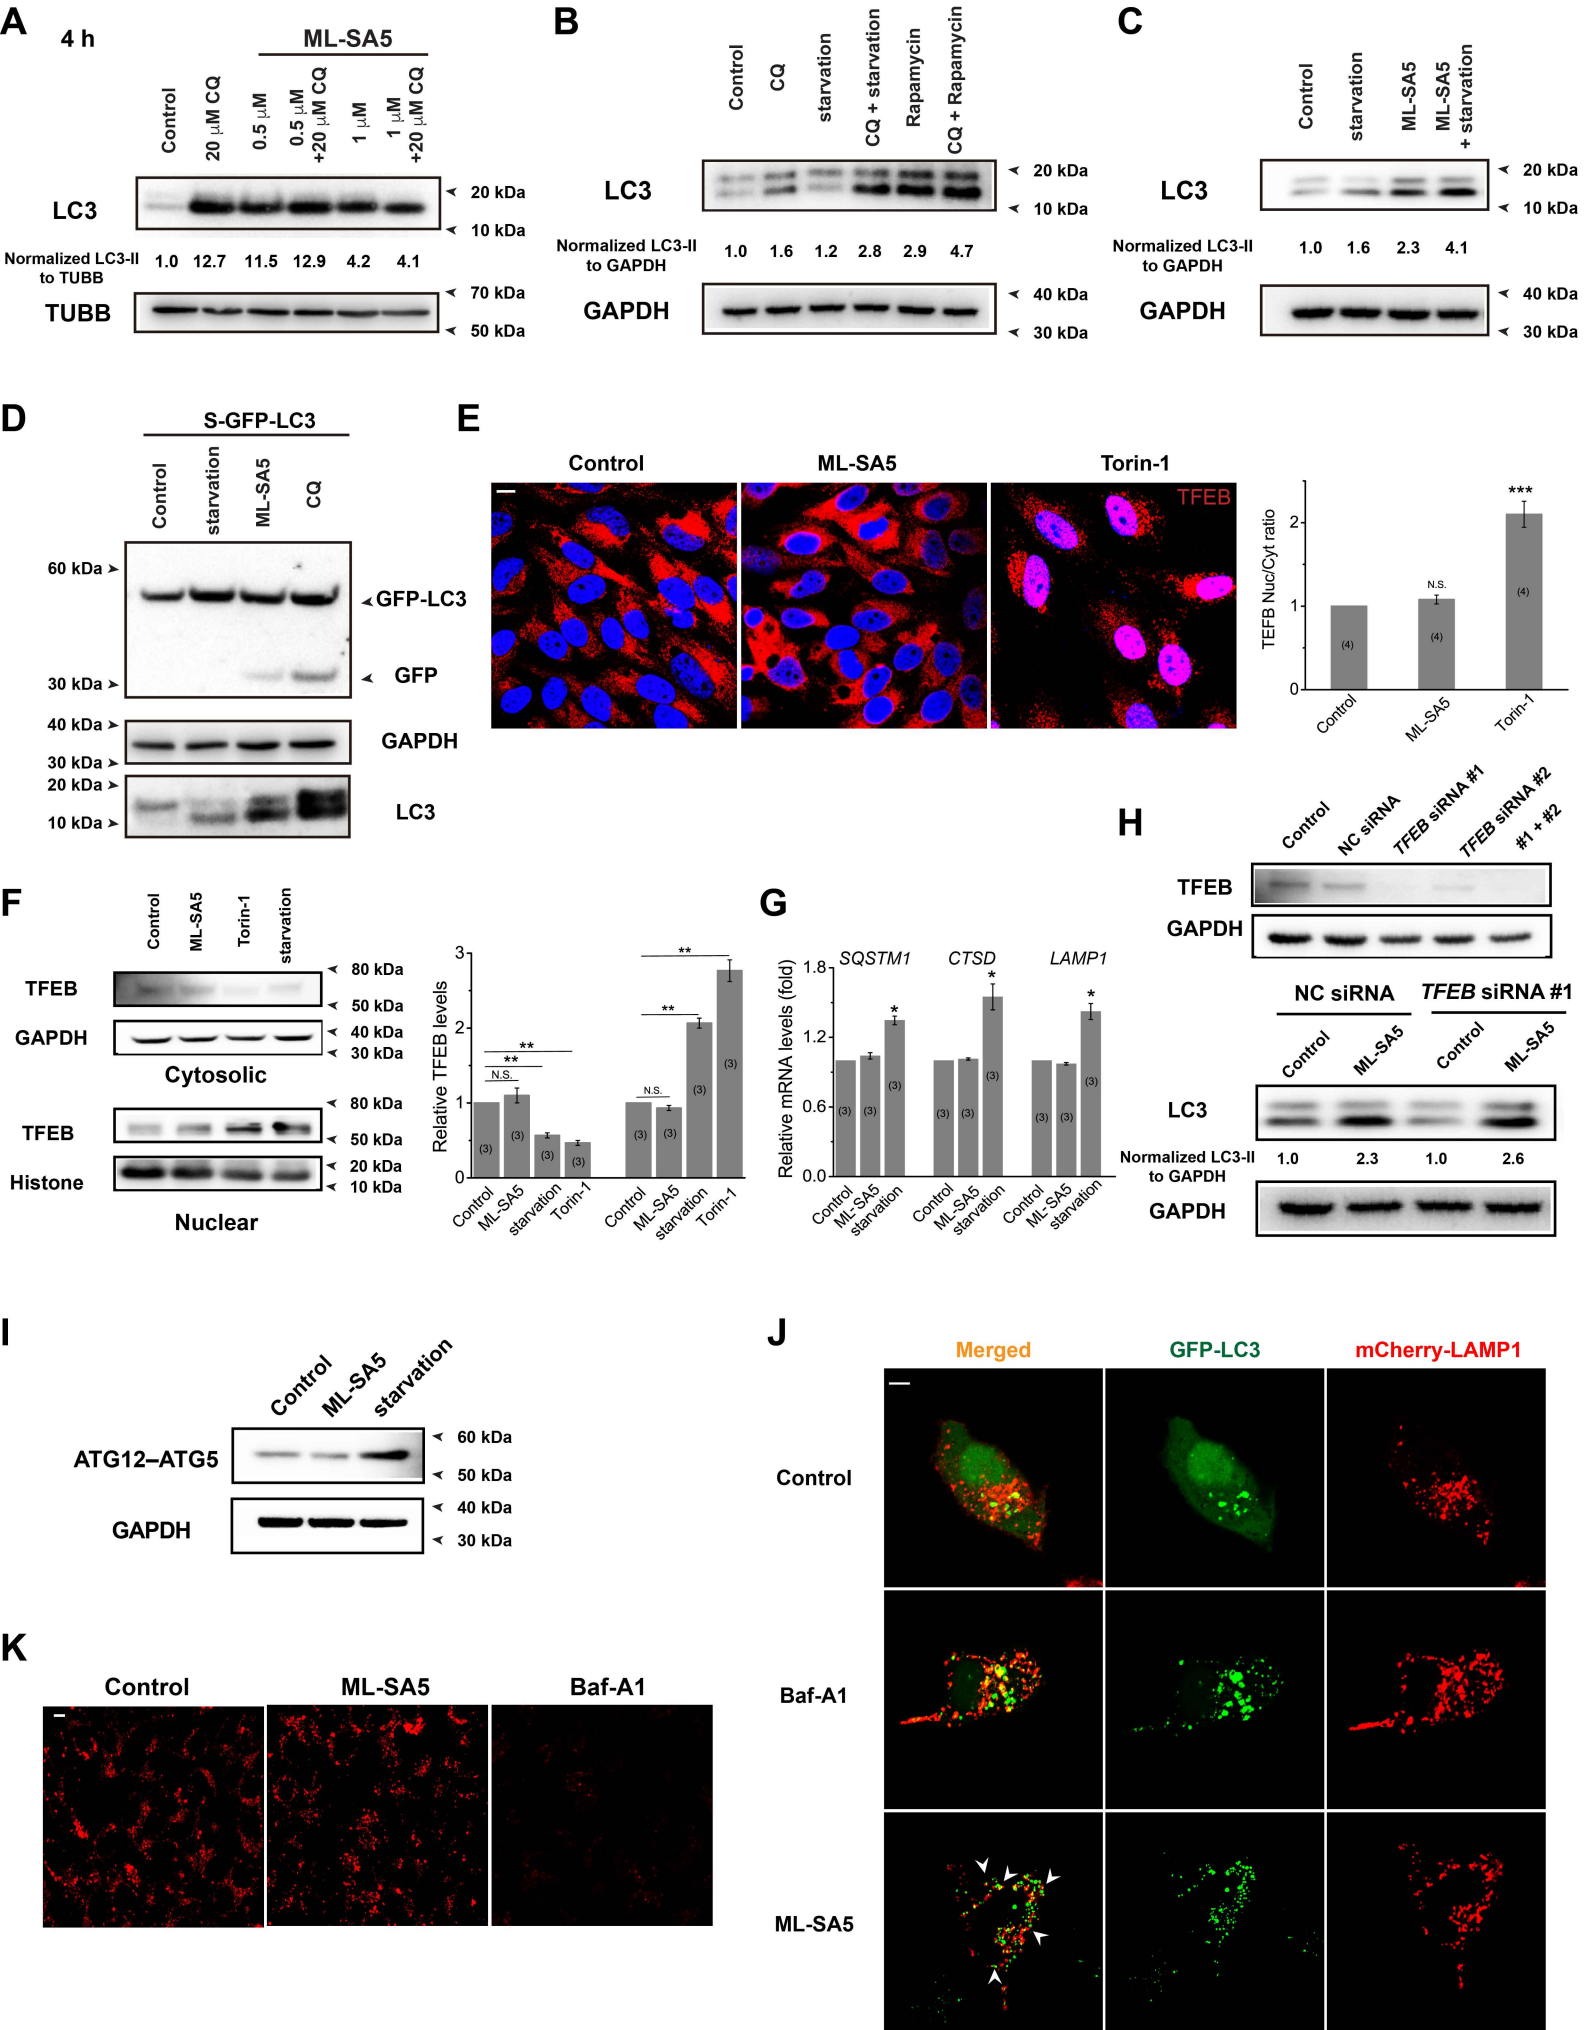 A
4 h
ML-SA5
Control
20 µM CQ
0.5 µM
0.5 µM
+20 µM CQ
1 µM
1 µM
+20 µM CQ
LC3
20 kDa
10 kDa
Normalized LC3-II
to TUBB
1.0 12.7 11.5 12.9 4.2 4.1
TUBB
70 kDa
50 kDa
B
Control
CQ
starvation
CQ + starvation
Rapamycin
CQ + Rapamycin
LC3
20 kDa
10 kDa
Normalized LC3-II
to GAPDH
1.0 1.6 1.2 2.8 2.9 4.7
GAPDH
40 kDa
30 kDa
C
Control
starvation
ML-SA5
ML-SA5
+ starvation
LC3
20 kDa
10 kDa
Normalized LC3-II
to GAPDH
1.0 1.6 2.3 4.1
GAPDH
40 kDa
30 kDa
D
S-GFP-LC3
Control
starvation
ML-SA5
CQ
60 kDa
GFP-LC3
GFP
30 kDa
40 kDa
GAPDH
30 kDa
20 kDa
LC3
10 kDa
E
Control
ML-SA5
Torin-1
TFEB
TEFB Nuc/Cyt ratio
2
1
0
N.S.
***
(4)
(4)
(4)
Control
ML-SA5
Torin-1
F
Control
ML-SA5
Torin-1
starvation
TFEB
80 kDa
50 kDa
GAPDH
40 kDa
30 kDa
Cytosolic
TFEB
80 kDa
50 kDa
Histone
20 kDa
10 kDa
Nuclear
Relative TFEB levels
3
2
1
0
**
**
N.S.
**
**
N.S.
(3) (3) (3) (3)
(3) (3) (3) (3)
Control
ML-SA5
starvation
Torin-1
Control
ML-SA5
starvation
Torin-1
G
Relative mRNA levels (fold)
1.8
1.2
0.6
0.0
SQSTM1 CTSD LAMP1
* * *
(3) (3) (3)
(3) (3) (3)
(3) (3) (3)
Control
ML-SA5
starvation
Control
ML-SA5
starvation
Control
ML-SA5
starvation
H
Control
NC siRNA
TFEB siRNA #1
TFEB siRNA #2
#1 + #2
TFEB
GAPDH
NC siRNA
TFEB siRNA #1
Control
ML-SA5
Control
ML-SA5
LC3
Normalized LC3-II
to GAPDH
1.0 2.3 1.0 2.6
GAPDH
I
Control
ML-SA5
starvation
ATG12–ATG5
60 kDa
50 kDa
GAPDH
40 kDa
30 kDa
J
Merged
GFP-LC3
mCherry-LAMP1
Control
Baf-A1
ML-SA5
K
Control
ML-SA5
Baf-A1